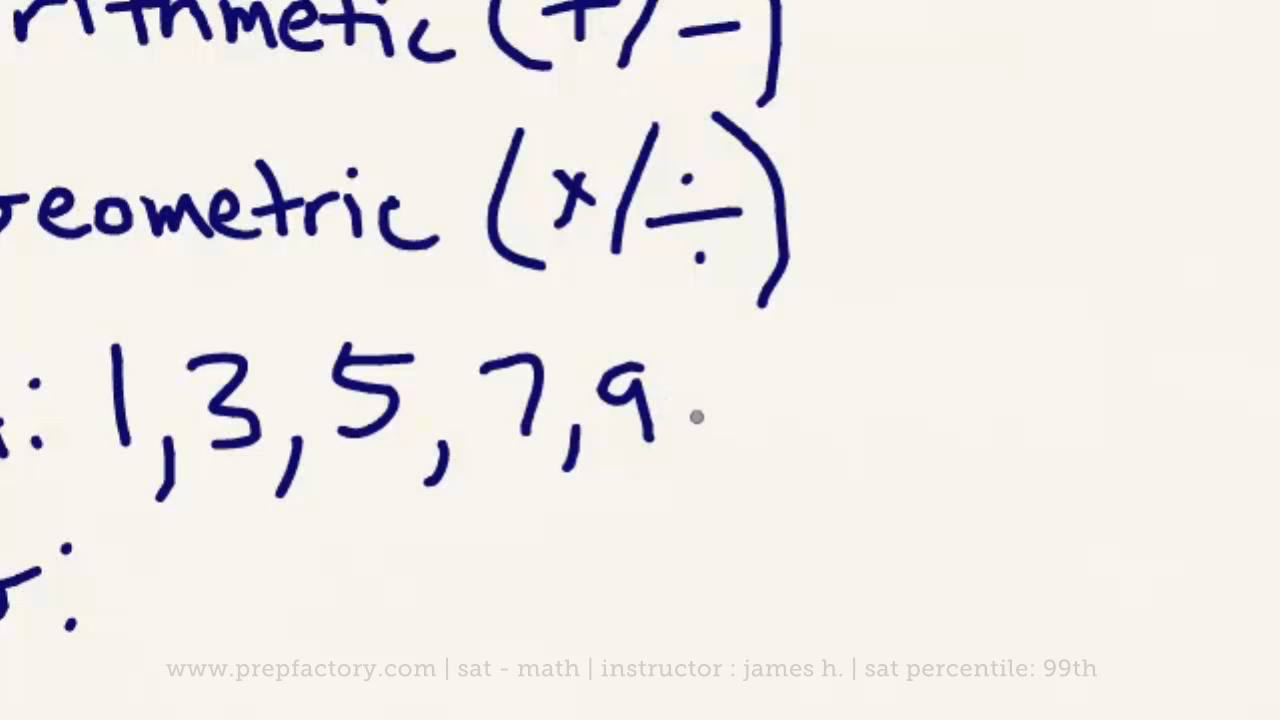 rithmetic (+/−)
eometric (×/÷)
: 1,3,5,7,9
:
www.prepfactory.com | sat - math | instructor : james h. | sat percentile: 99th